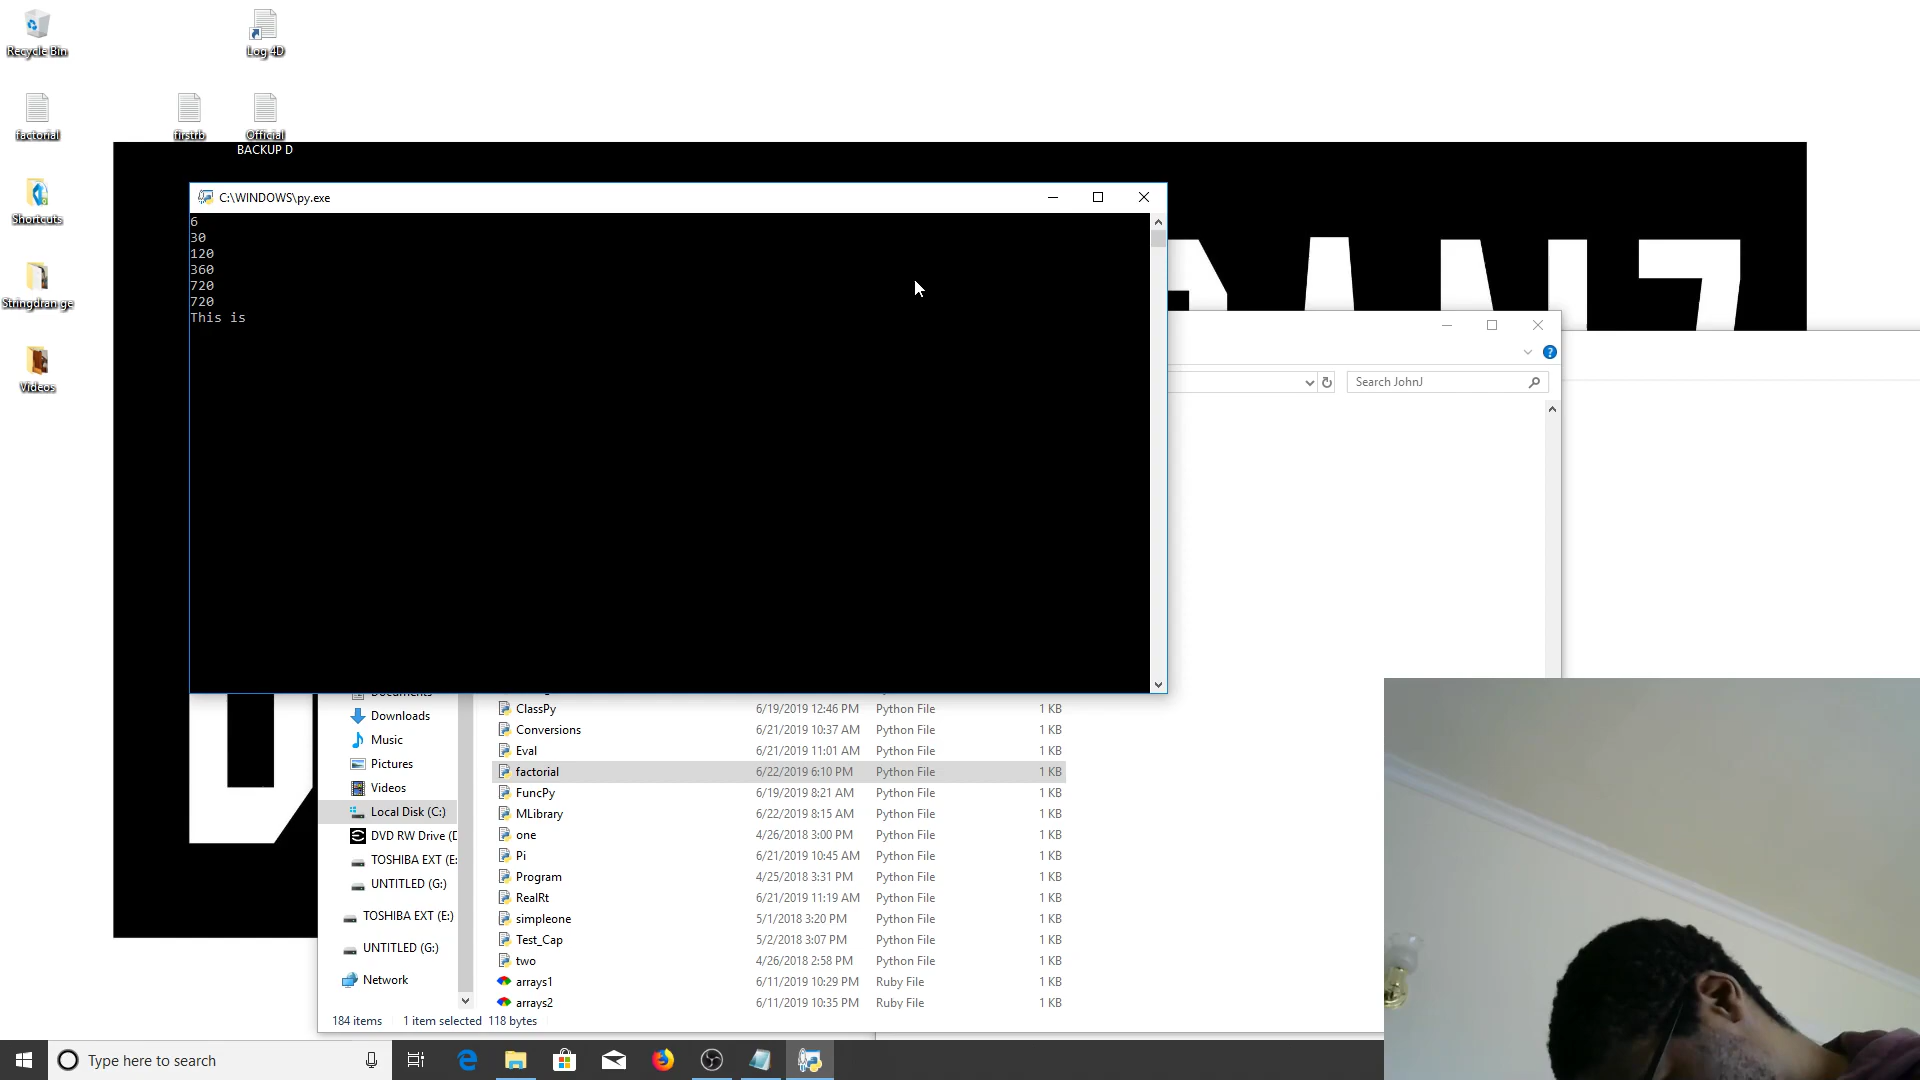 Recycle Bin
Log 4D
factorial
firstrb
Official
BACKUP D
Shortcuts
Stringdran ge
Videos
C:\WINDOWS\py.exe
6
30
120
360
720
720
This is
Search JohnJ
Documents
Downloads
Music
Pictures
Videos
Local Disk (C:)
DVD RW Drive (D
TOSHIBA EXT (E:
UNTITLED (G:)
TOSHIBA EXT (E:)
UNTITLED (G:)
Network
ClassPy 6/19/2019 12:46 PM Python File 1 KB
Conversions 6/21/2019 10:37 AM Python File 1 KB
Eval 6/21/2019 11:01 AM Python File 1 KB
factorial 6/22/2019 6:10 PM Python File 1 KB
FuncPy 6/19/2019 8:21 AM Python File 1 KB
MLibrary 6/22/2019 8:15 AM Python File 1 KB
one 4/26/2018 3:00 PM Python File 1 KB
Pi 6/21/2019 10:45 AM Python File 1 KB
Program 4/25/2018 3:31 PM Python File 1 KB
RealRt 6/21/2019 11:19 AM Python File 1 KB
simpleone 5/1/2018 3:20 PM Python File 1 KB
Test_Cap 5/2/2018 3:07 PM Python File 1 KB
two 4/26/2018 2:58 PM Python File 1 KB
arrays1 6/11/2019 10:29 PM Ruby File 1 KB
arrays2 6/11/2019 10:35 PM Ruby File 1 KB
184 items 1 item selected 118 bytes
Type here to search